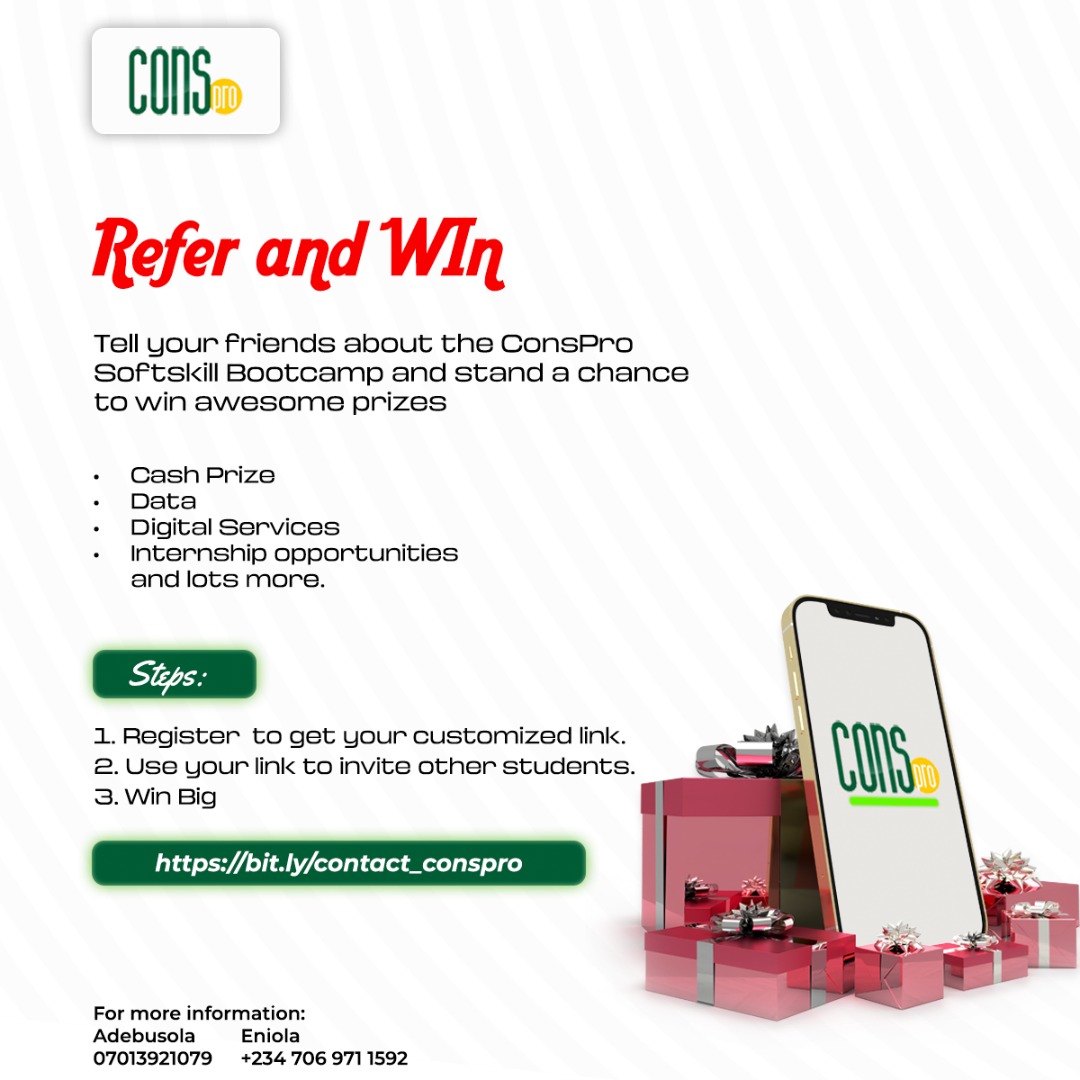 CONS pro
Refer and WIn
Tell your friends about the ConsPro
Softskill Bootcamp and stand a chance
to win awesome prizes
• Cash Prize
• Data
• Digital Services
• Internship opportunities
and lots more.
Steps:
1. Register  to get your customized link.
2. Use your link to invite other students.
3. Win Big
CONS pro
https://bit.ly/contact_conspro
For more information:
Adebusola Eniola
07013921079 +234 706 971 1592